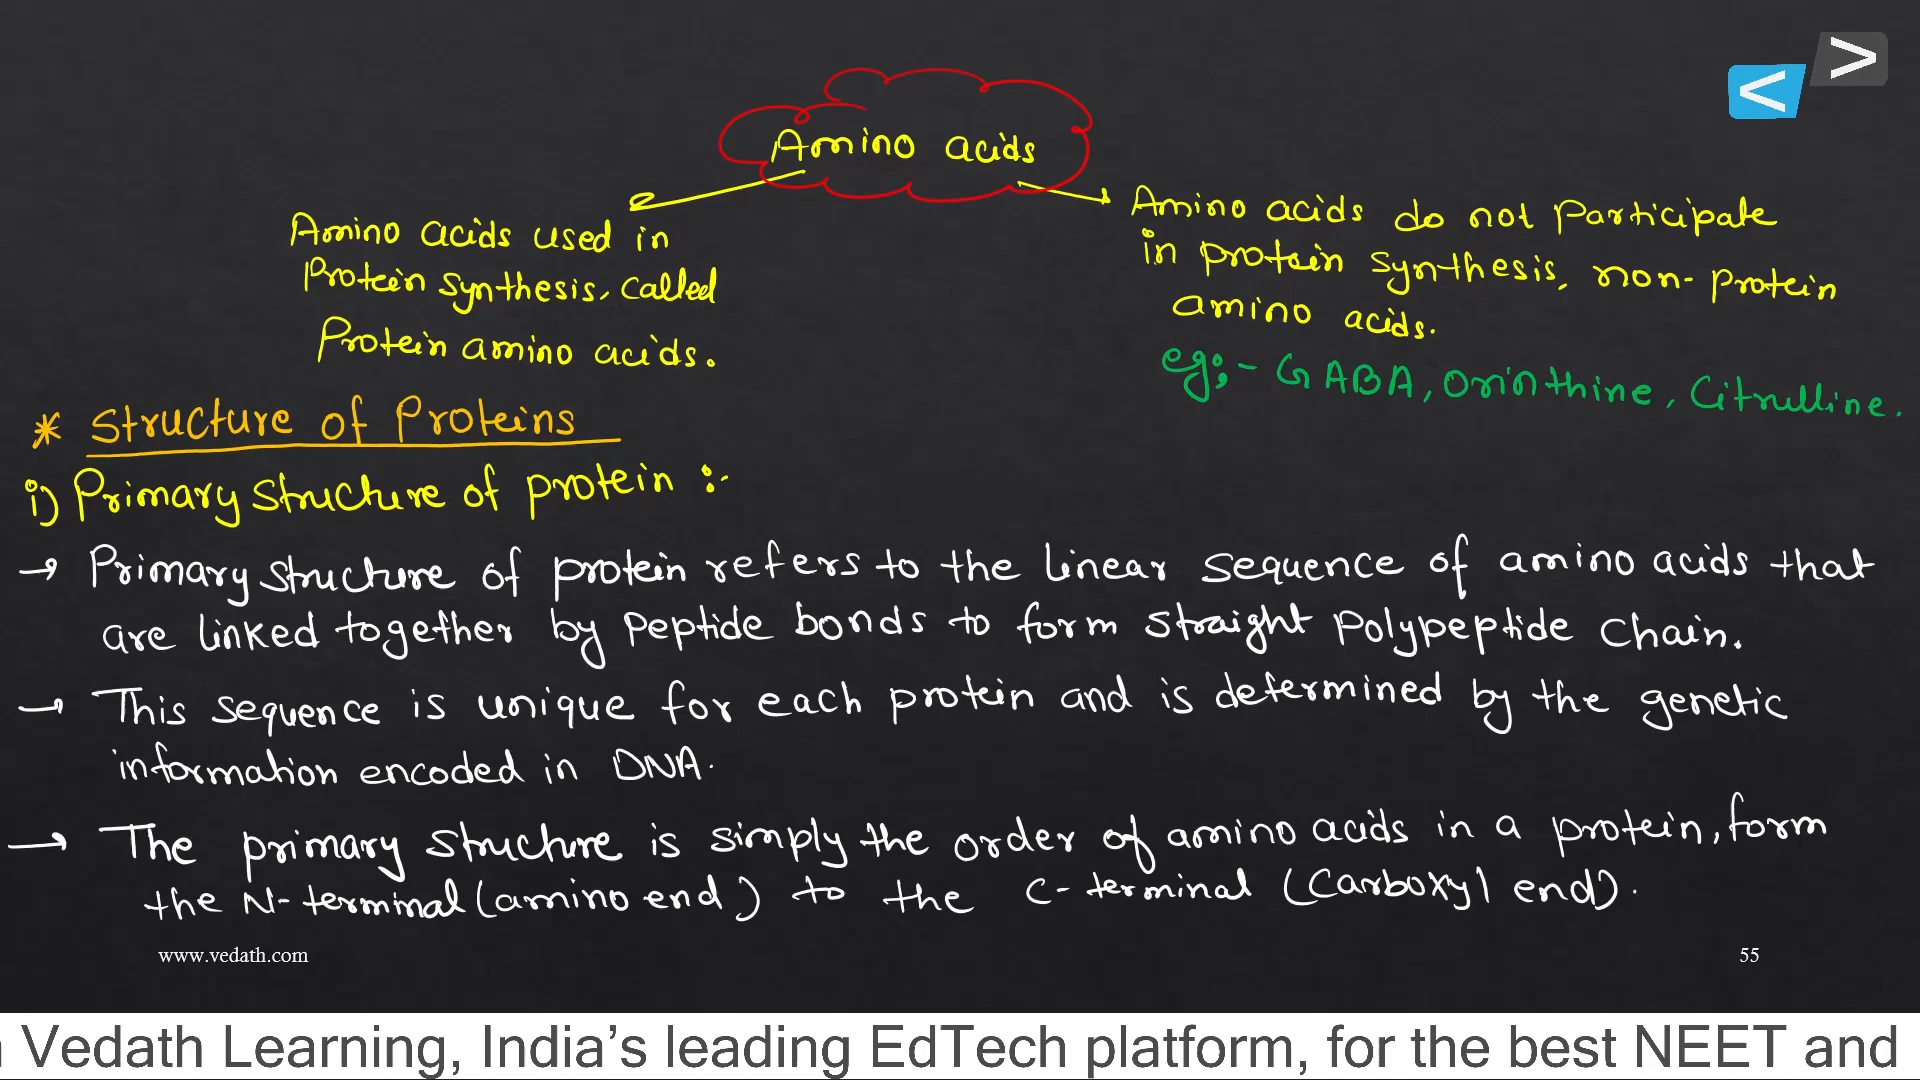 Amino acids
Amino acids used in
Protein synthesis, called
Protein amino acids.
Amino acids do not participate
in protein synthesis, non-protein
amino acids.
eg:- GABA, Orinthine, Citrulline.
* Structure of Proteins
i) Primary structure of protein :-
→ Primary structure of protein refers to the linear sequence of amino acids that
are linked together by peptide bonds to form straight polypeptide chain.
→ This sequence is unique for each protein and is determined by the genetic
information encoded in DNA.
→ The primary structure is simply the order of amino acids in a protein, form
the N-terminal (amino end) to the C-terminal (Carboxyl end).
www.vedath.com
55
Vedath Learning, India's leading EdTech platform, for the best NEET and